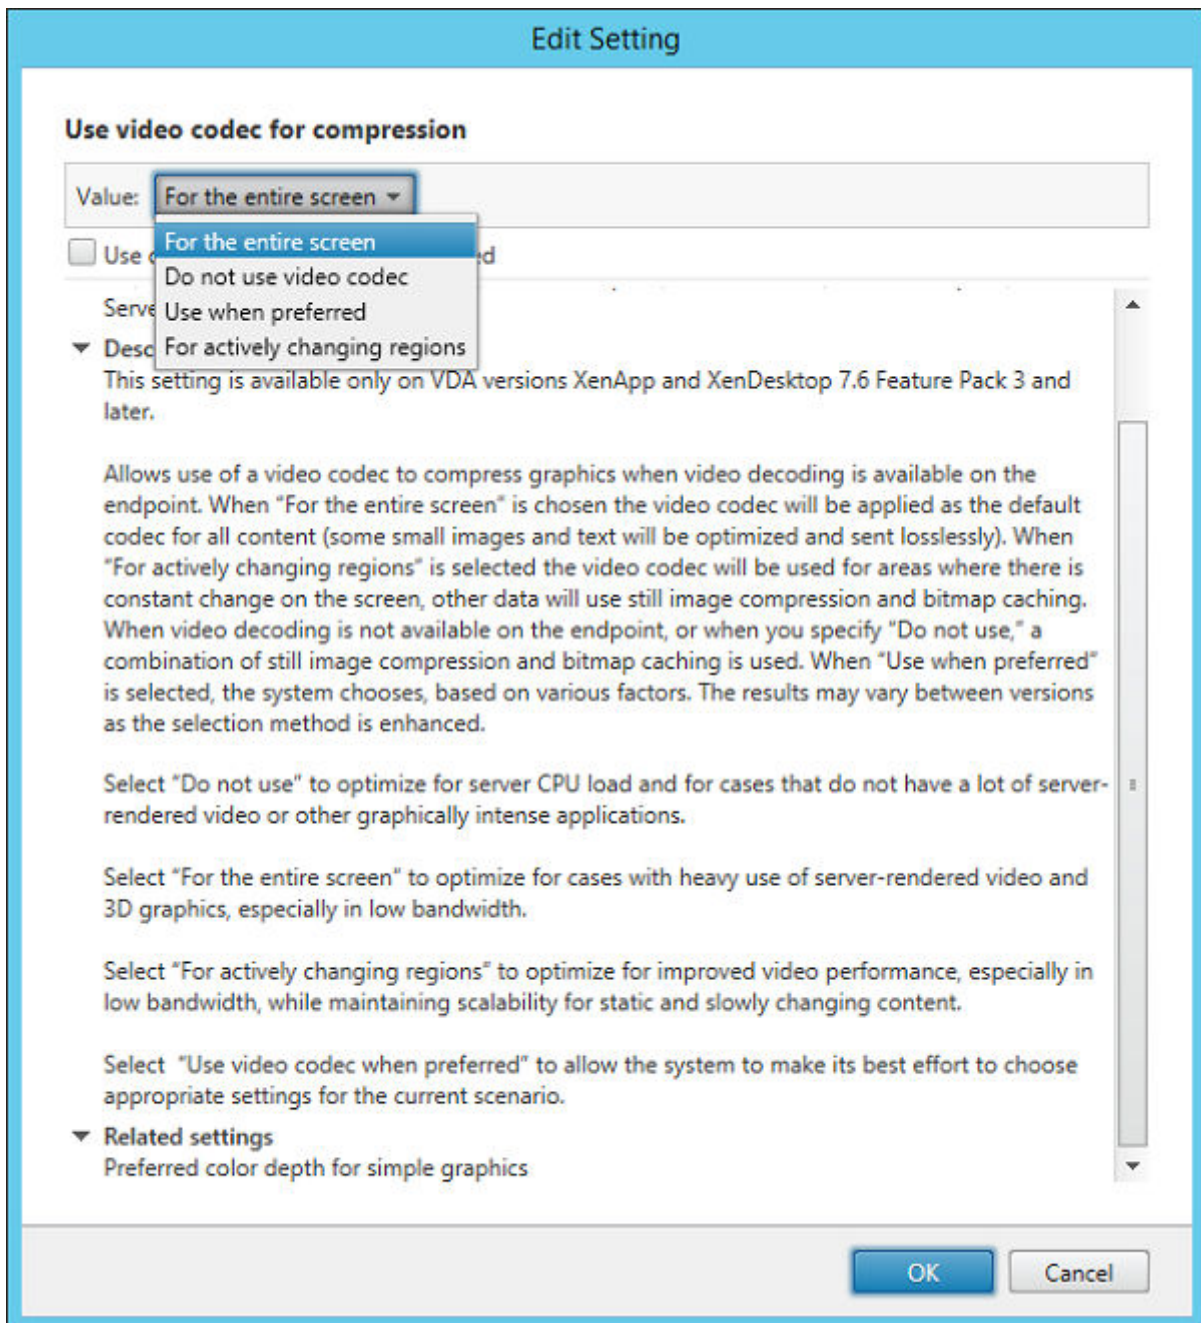 Edit Setting
Use video codec for compression
Value: For the entire screen
For the entire screen
Use
Do not use video codec
Use when preferred
For actively changing regions
This setting is available only on VDA versions XenApp and XenDesktop 7.6 Feature Pack 3 and
later.
Allows use of a video codec to compress graphics when video decoding is available on the
endpoint. When “For the entire screen” is chosen the video codec will be applied as the default
codec for all content (some small images and text will be optimized and sent losslessly). When
“For actively changing regions” is selected the video codec will be used for areas where there is
constant change on the screen, other data will use still image compression and bitmap caching.
When video decoding is not available on the endpoint, or when you specify “Do not use,” a
combination of still image compression and bitmap caching is used. When “Use when preferred”
is selected, the system chooses, based on various factors. The results may vary between versions
as the selection method is enhanced.
Select “Do not use” to optimize for server CPU load and for cases that do not have a lot of server-
rendered video or other graphically intense applications.
Select “For the entire screen” to optimize for cases with heavy use of server-rendered video and
3D graphics, especially in low bandwidth.
Select “For actively changing regions” to optimize for improved video performance, especially in
low bandwidth, while maintaining scalability for static and slowly changing content.
Select  “Use video codec when preferred” to allow the system to make its best effort to choose
appropriate settings for the current scenario.
Related settings
Preferred color depth for simple graphics
OK Cancel